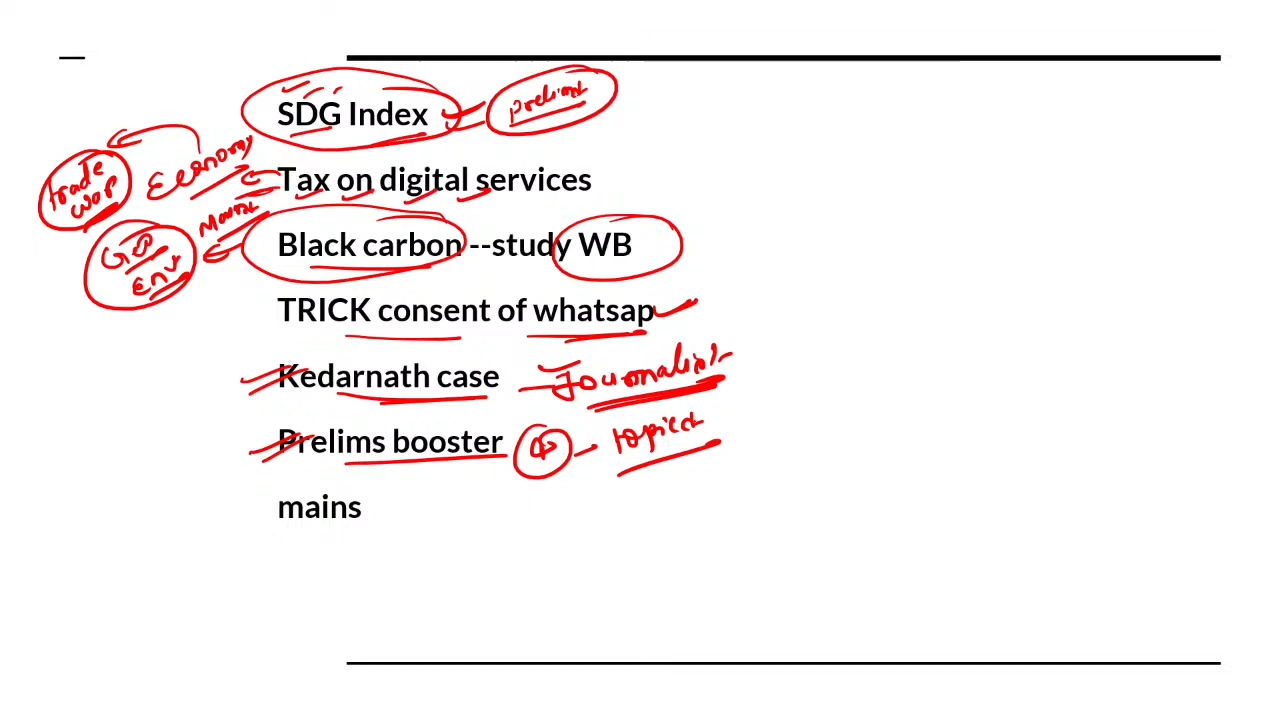 SDG Index prelims
Economy
trade
war
Tax on digital services
Mains
Black carbon --study WB
Env
TRICK consent of whatsap
Kedarnath case - Journalist
Prelims booster - topics
mains